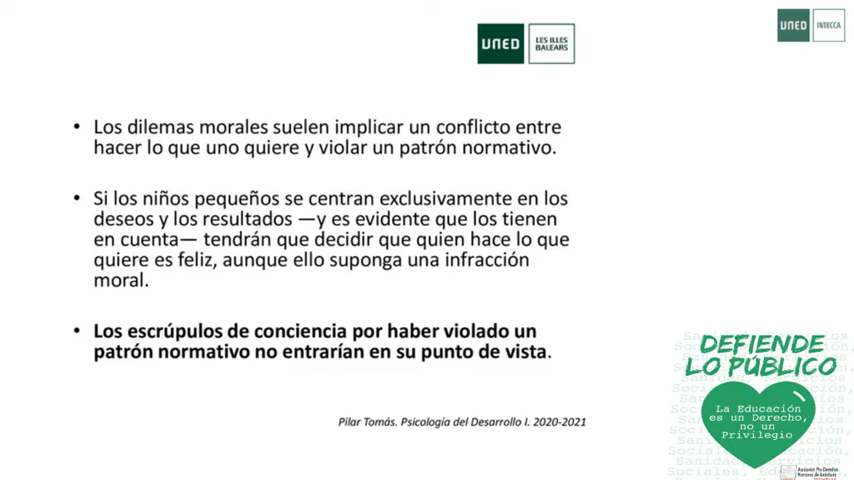 UNED
LES ILLES
BALEARS
UNED
INTECCA
• Los dilemas morales suelen implicar un conflicto entre
hacer lo que uno quiere y violar un patrón normativo.
• Si los niños pequeños se centran exclusivamente en los
deseos y los resultados —y es evidente que los tienen
en cuenta— tendrán que decidir que quien hace lo que
quiere es feliz, aunque ello suponga una infracción
moral.
• Los escrúpulos de conciencia por haber violado un
patrón normativo no entrarían en su punto de vista.
Pilar Tomás. Psicología del Desarrollo I. 2020-2021
DEFIENDE
LO PÚBLICO
La Educación
es un Derecho,
no un
Privilegio